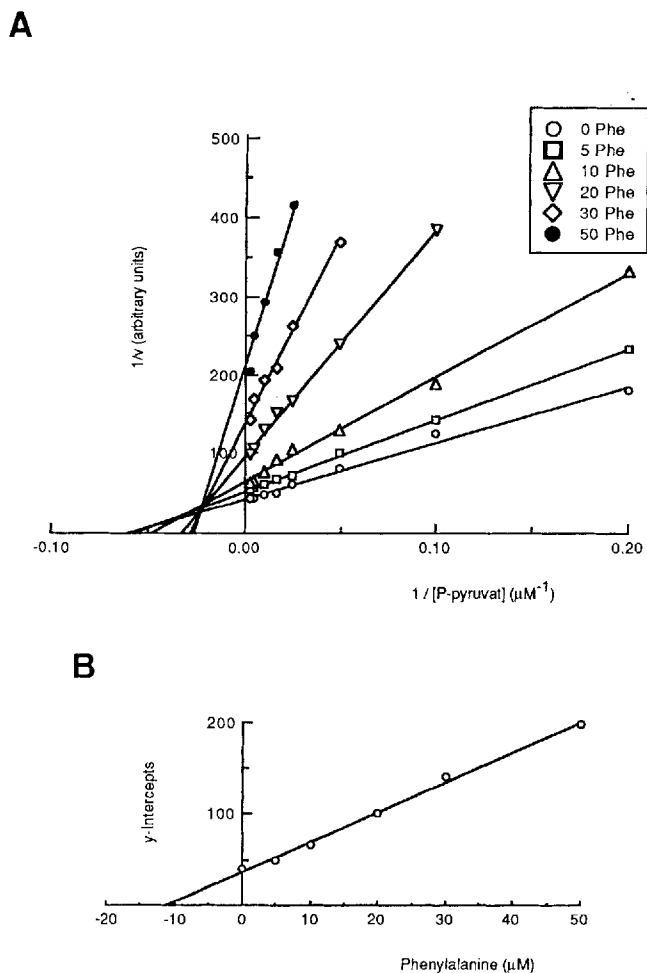 A
0 Phe
5 Phe
10 Phe
20 Phe
30 Phe
50 Phe
500
400
300
200
100
1/v (arbitrary units)
-0.10
0.00
0.10
0.20
1 / [P-pyruvat] (μM⁻¹)
B
200
100
y-Intercepts
-20
-10
0
10
20
30
40
50
Phenylalanine (μM)